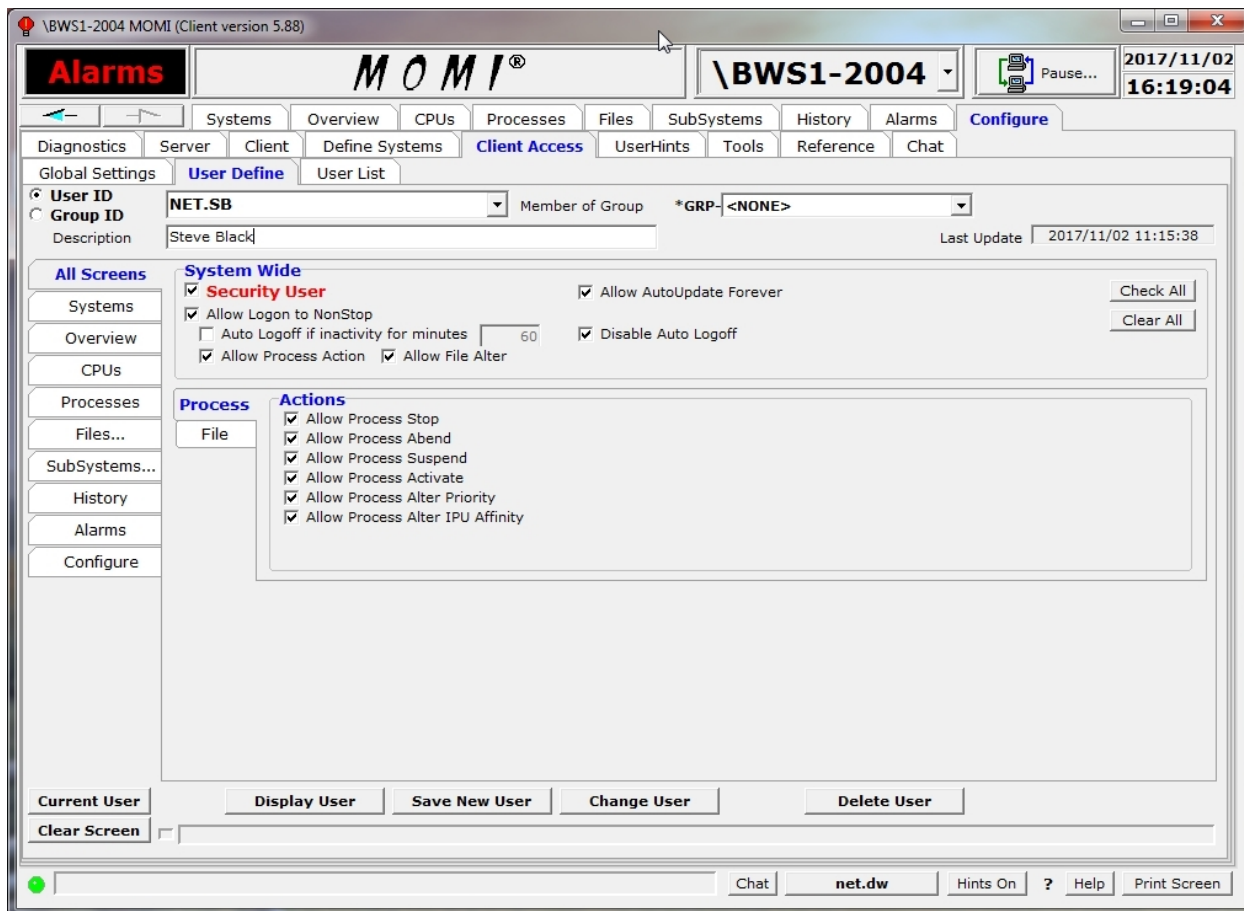 \BWS1-2004 MOMI (Client version 5.88)
Alarms MOMI® \BWS1-2004 Pause... 2017/11/02
16:19:04
Systems Overview CPUs Processes Files SubSystems History Alarms Configure
Diagnostics Server Client Define Systems Client Access UserHints Tools Reference Chat
Global Settings User Define User List
User ID
Group ID
NET.SB Member of Group *GRP- <NONE>
Description Steve Black Last Update 2017/11/02 11:15:38
All Screens
Systems
Overview
CPUs
Processes
Files...
SubSystems...
History
Alarms
Configure
System Wide
Security User Allow AutoUpdate Forever Check All
Allow Logon to NonStop Clear All
Auto Logoff if inactivity for minutes 60 Disable Auto Logoff
Allow Process Action Allow File Alter
Process
File
Actions
Allow Process Stop
Allow Process Abend
Allow Process Suspend
Allow Process Activate
Allow Process Alter Priority
Allow Process Alter IPU Affinity
Current User Display User Save New User Change User Delete User
Clear Screen
Chat net.dw Hints On ? Help Print Screen